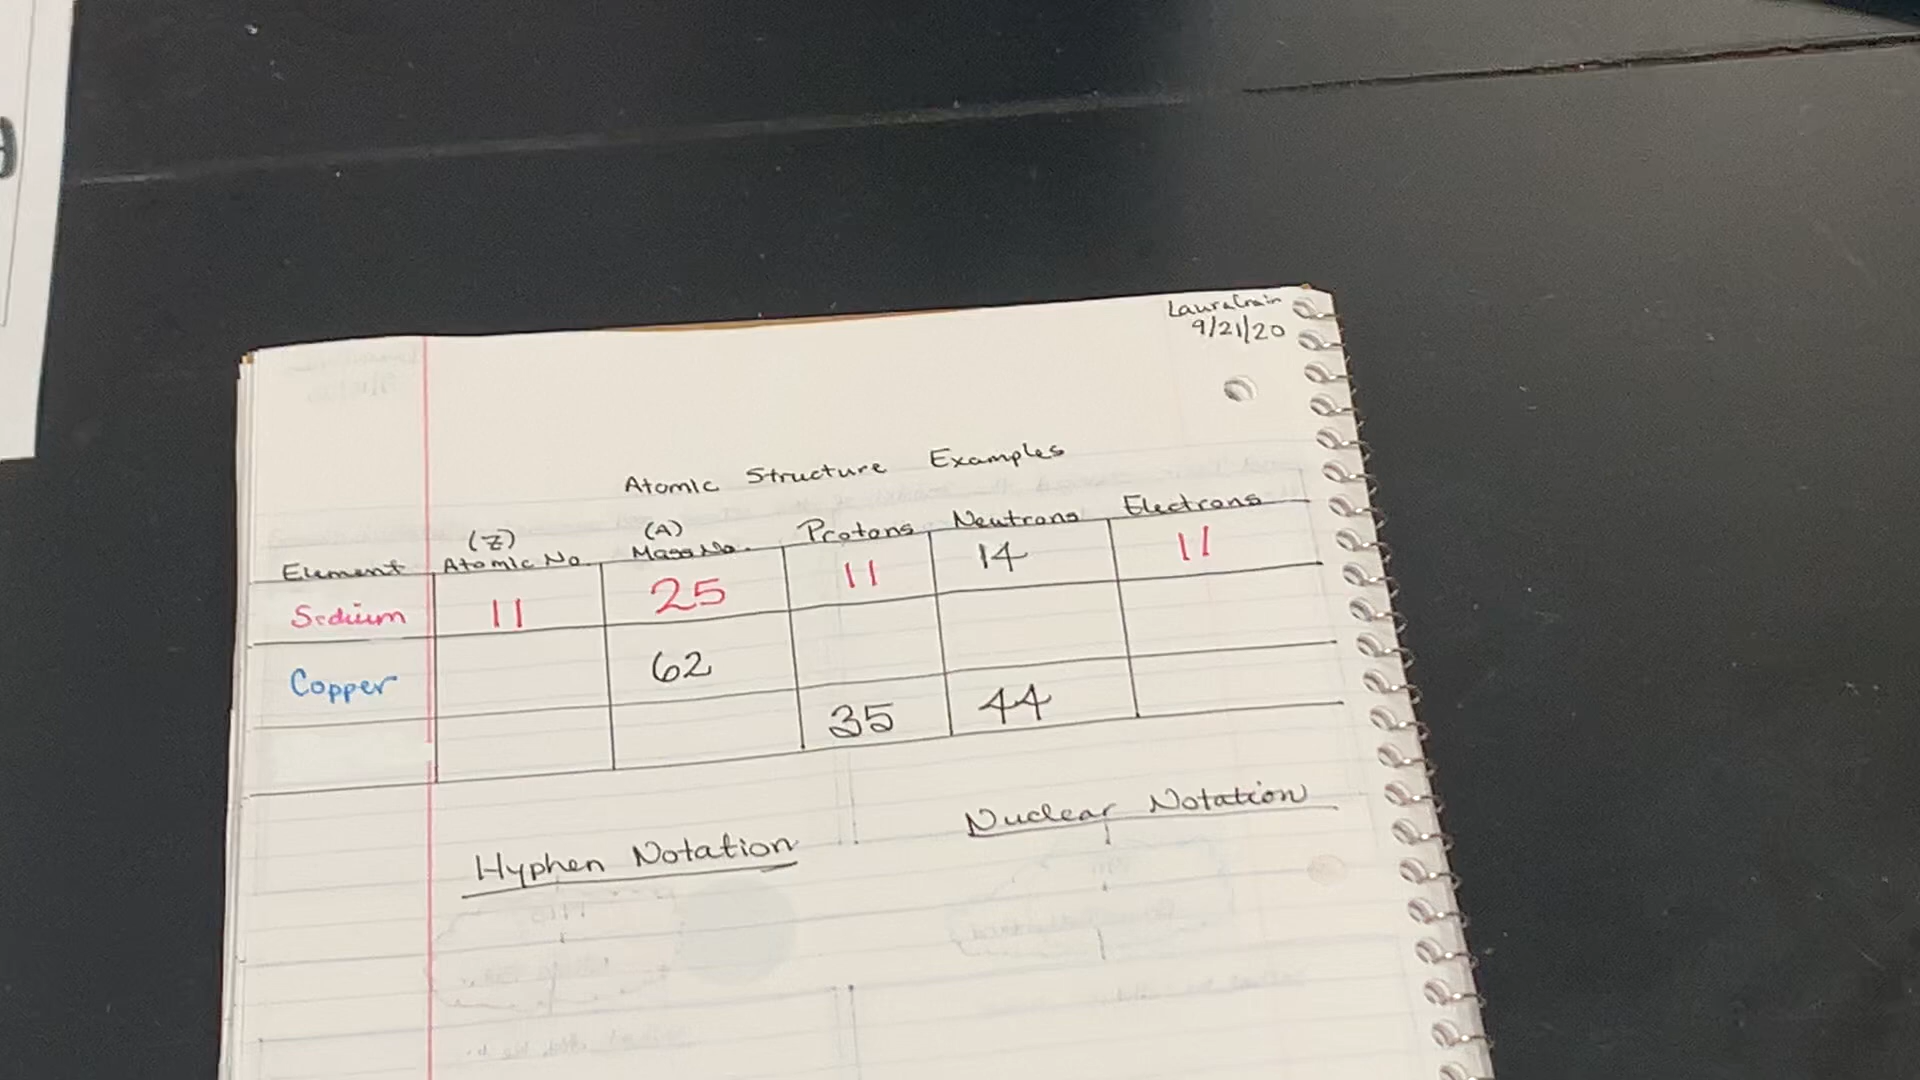 Laura Crain
9/21/20
Atomic Structure Examples
(Z) (A)
Element Atomic No. Mass No. Protons Neutrons Electrons
Sodium 11 25 11 14 11
Copper 62
35 44
Hyphen Notation Nuclear Notation